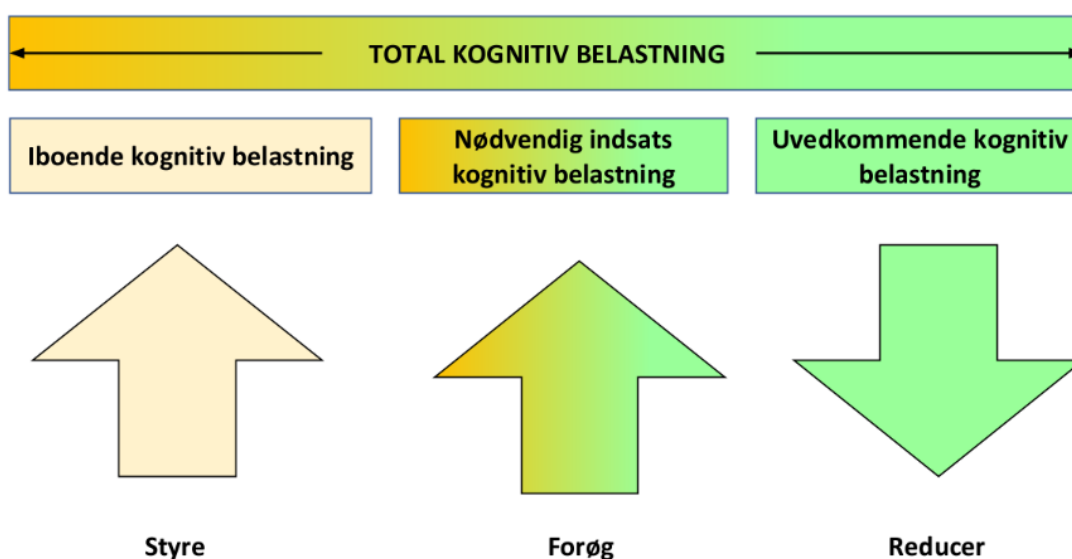 TOTAL KOGNITIV BELASTNING
Iboende kognitiv belastning
Nødvendig indsats
kognitiv belastning
Uvedkommende kognitiv
belastning
Styre
Forøg
Reducer